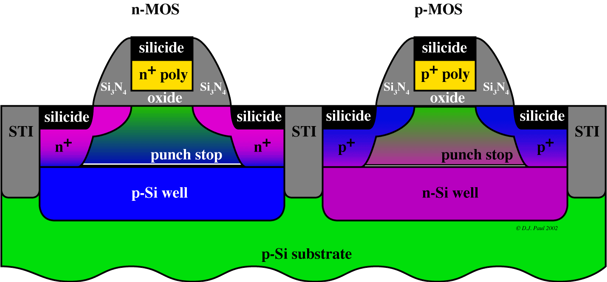 n-MOS
p-MOS
silicide
silicide
n+ poly
p+ poly
Si3N4
Si3N4
Si3N4
Si3N4
oxide
oxide
silicide
silicide
silicide
silicide
STI
STI
STI
n+
n+
p+
p+
punch stop
punch stop
p-Si well
n-Si well
© D.J. Paul 2002
p-Si substrate